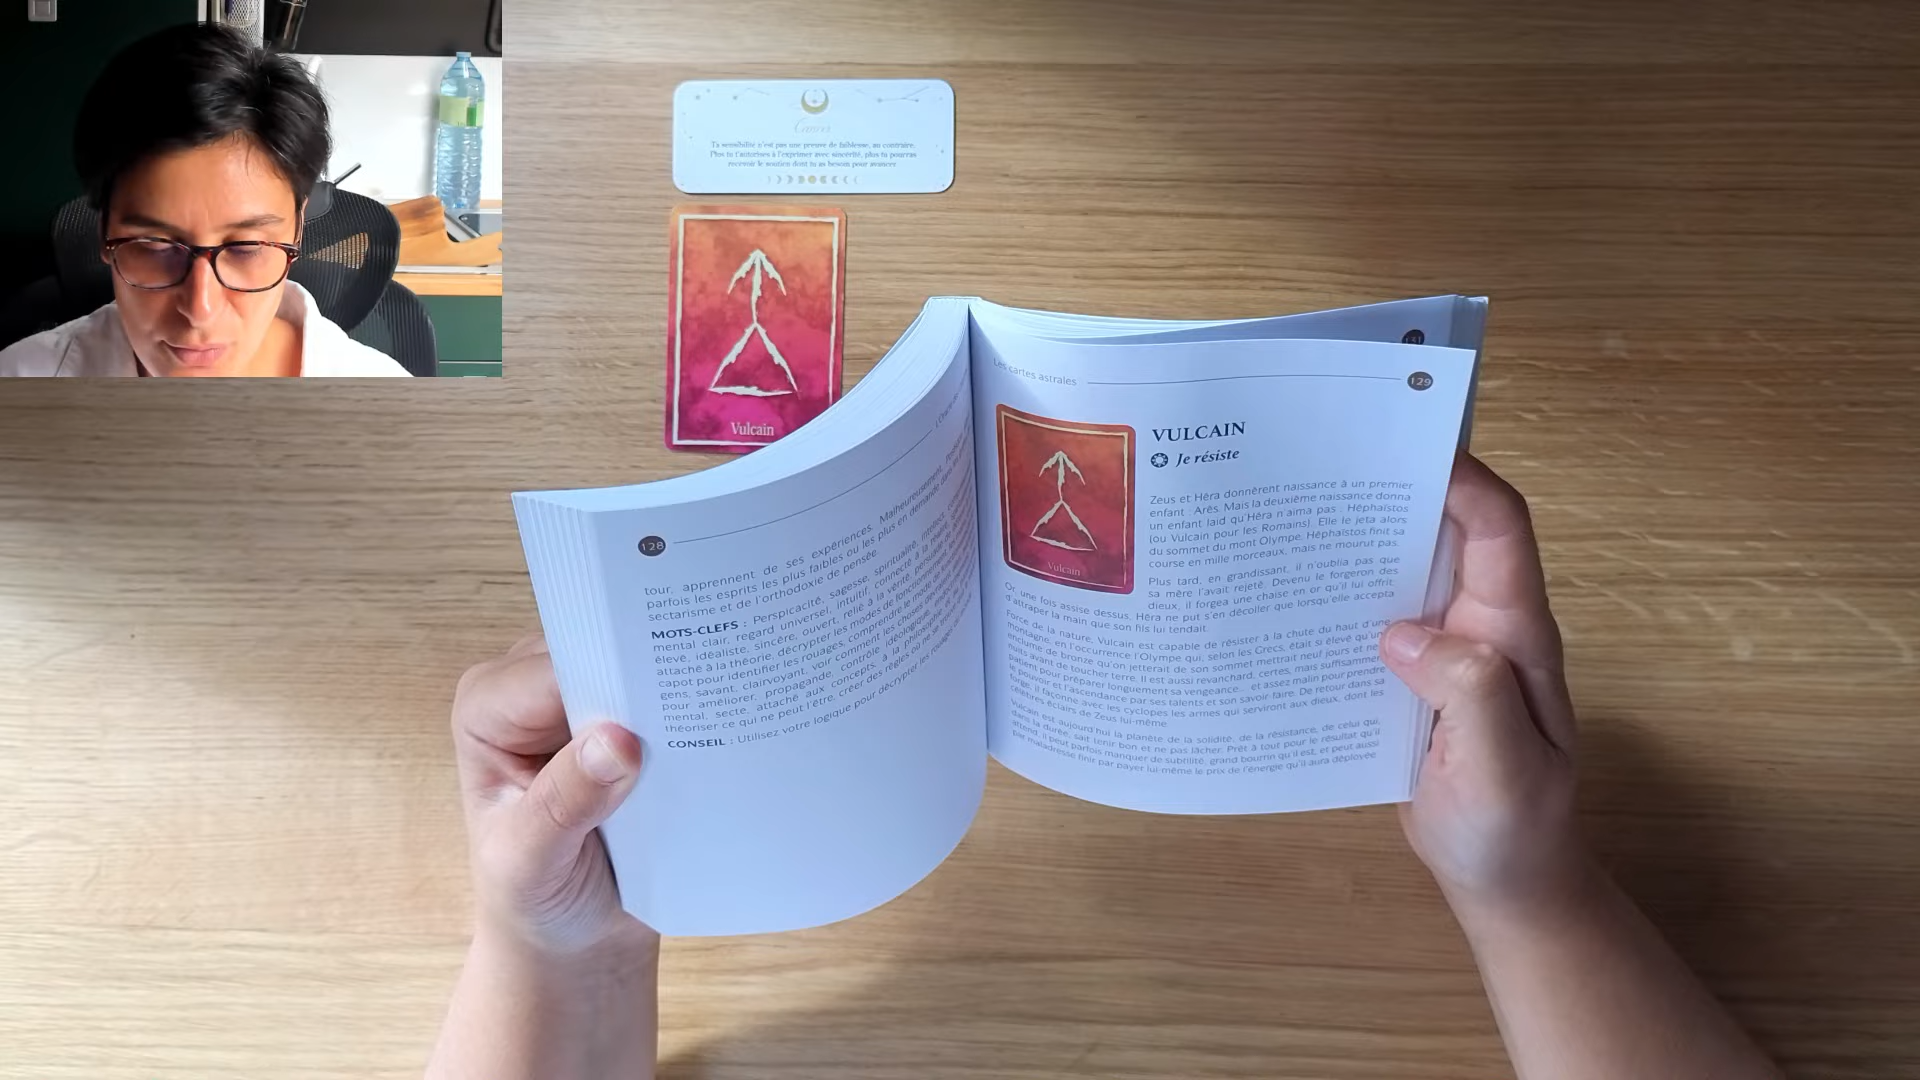 Cancer
Ta sensibilité n'est pas une preuve de faiblesse, au contraire.
Plus tu t'autorises à l'exprimer avec sincérité, plus tu pourras
recevoir le soutien dont tu as besoin pour avancer
Vulcain
128
tour, apprennent de ses expériences. Malheureusement,
parfois les esprits les plus faibles ou les plus en demande dans
sectarisme et de l'orthodoxie de pensée.
MOTS-CLEFS : Perspicacité, sagesse, spiritualité, intellect,
mental clair, regard universel, intuitif, connecté à la
élevé, idéaliste, sincère, ouvert, relié à la vérité,
attaché à la théorie, décrypter les modes de fonctionnement,
capot pour identifier les rouages, comprendre le mode de
gens, savant, clairvoyant, voir comment les choses
pour améliorer, propagande, contrôle idéologique,
mental, secte, attaché aux concepts, à la
théoriser ce qui ne peut l'être, créer des règles où
CONSEIL : Utilisez votre logique pour décrypter les rouages
131
Les cartes astrales
129
Vulcain
VULCAIN
Je résiste
Zeus et Héra donnèrent naissance à un premier
enfant : Arès. Mais la deuxième naissance donna
un enfant laid qu'Héra n'aima pas : Héphaïstos
(ou Vulcain pour les Romains). Elle le jeta alors
du sommet du mont Olympe. Héphaïstos finit sa
course en mille morceaux, mais ne mourut pas.
Plus tard, en grandissant, il n'oublia pas que
sa mère l'avait rejeté. Devenu le forgeron des
dieux, il forgea une chaise en or qu'il lui offrit.
Or, une fois assise dessus, Héra ne put s'en décoller que lorsqu'elle accepta
d'attraper la main que son fils lui tendait.
Force de la nature, Vulcain est capable de résister à la chute du haut d'une
montagne, en l'occurrence l'Olympe qui, selon les Grecs, était si élevé qu'un
enclume de bronze qu'on jetterait de son sommet mettrait neuf jours et ne
nuits avant de toucher terre. Il est aussi revanchard, certes, mais suffisammen
patient pour préparer longuement sa vengeance... et assez malin pour prendre
le pouvoir et l'ascendance par ses talents et son savoir faire. De retour dans sa
forge, il façonne avec les cyclopes les armes qui serviront aux dieux, dont les
célèbres éclairs de Zeus lui-même.
Vulcain est aujourd'hui la planète de la solidité, de la résistance, de celui qui,
dans la durée, sait tenir bon et ne pas lâcher. Prêt à tout pour le résultat qu'il
attend, il peut parfois manquer de subtilité, grand bourrin qu'il est, et peut aussi
par maladresse finir par payer lui-même le prix de l'énergie qu'il aura déployée